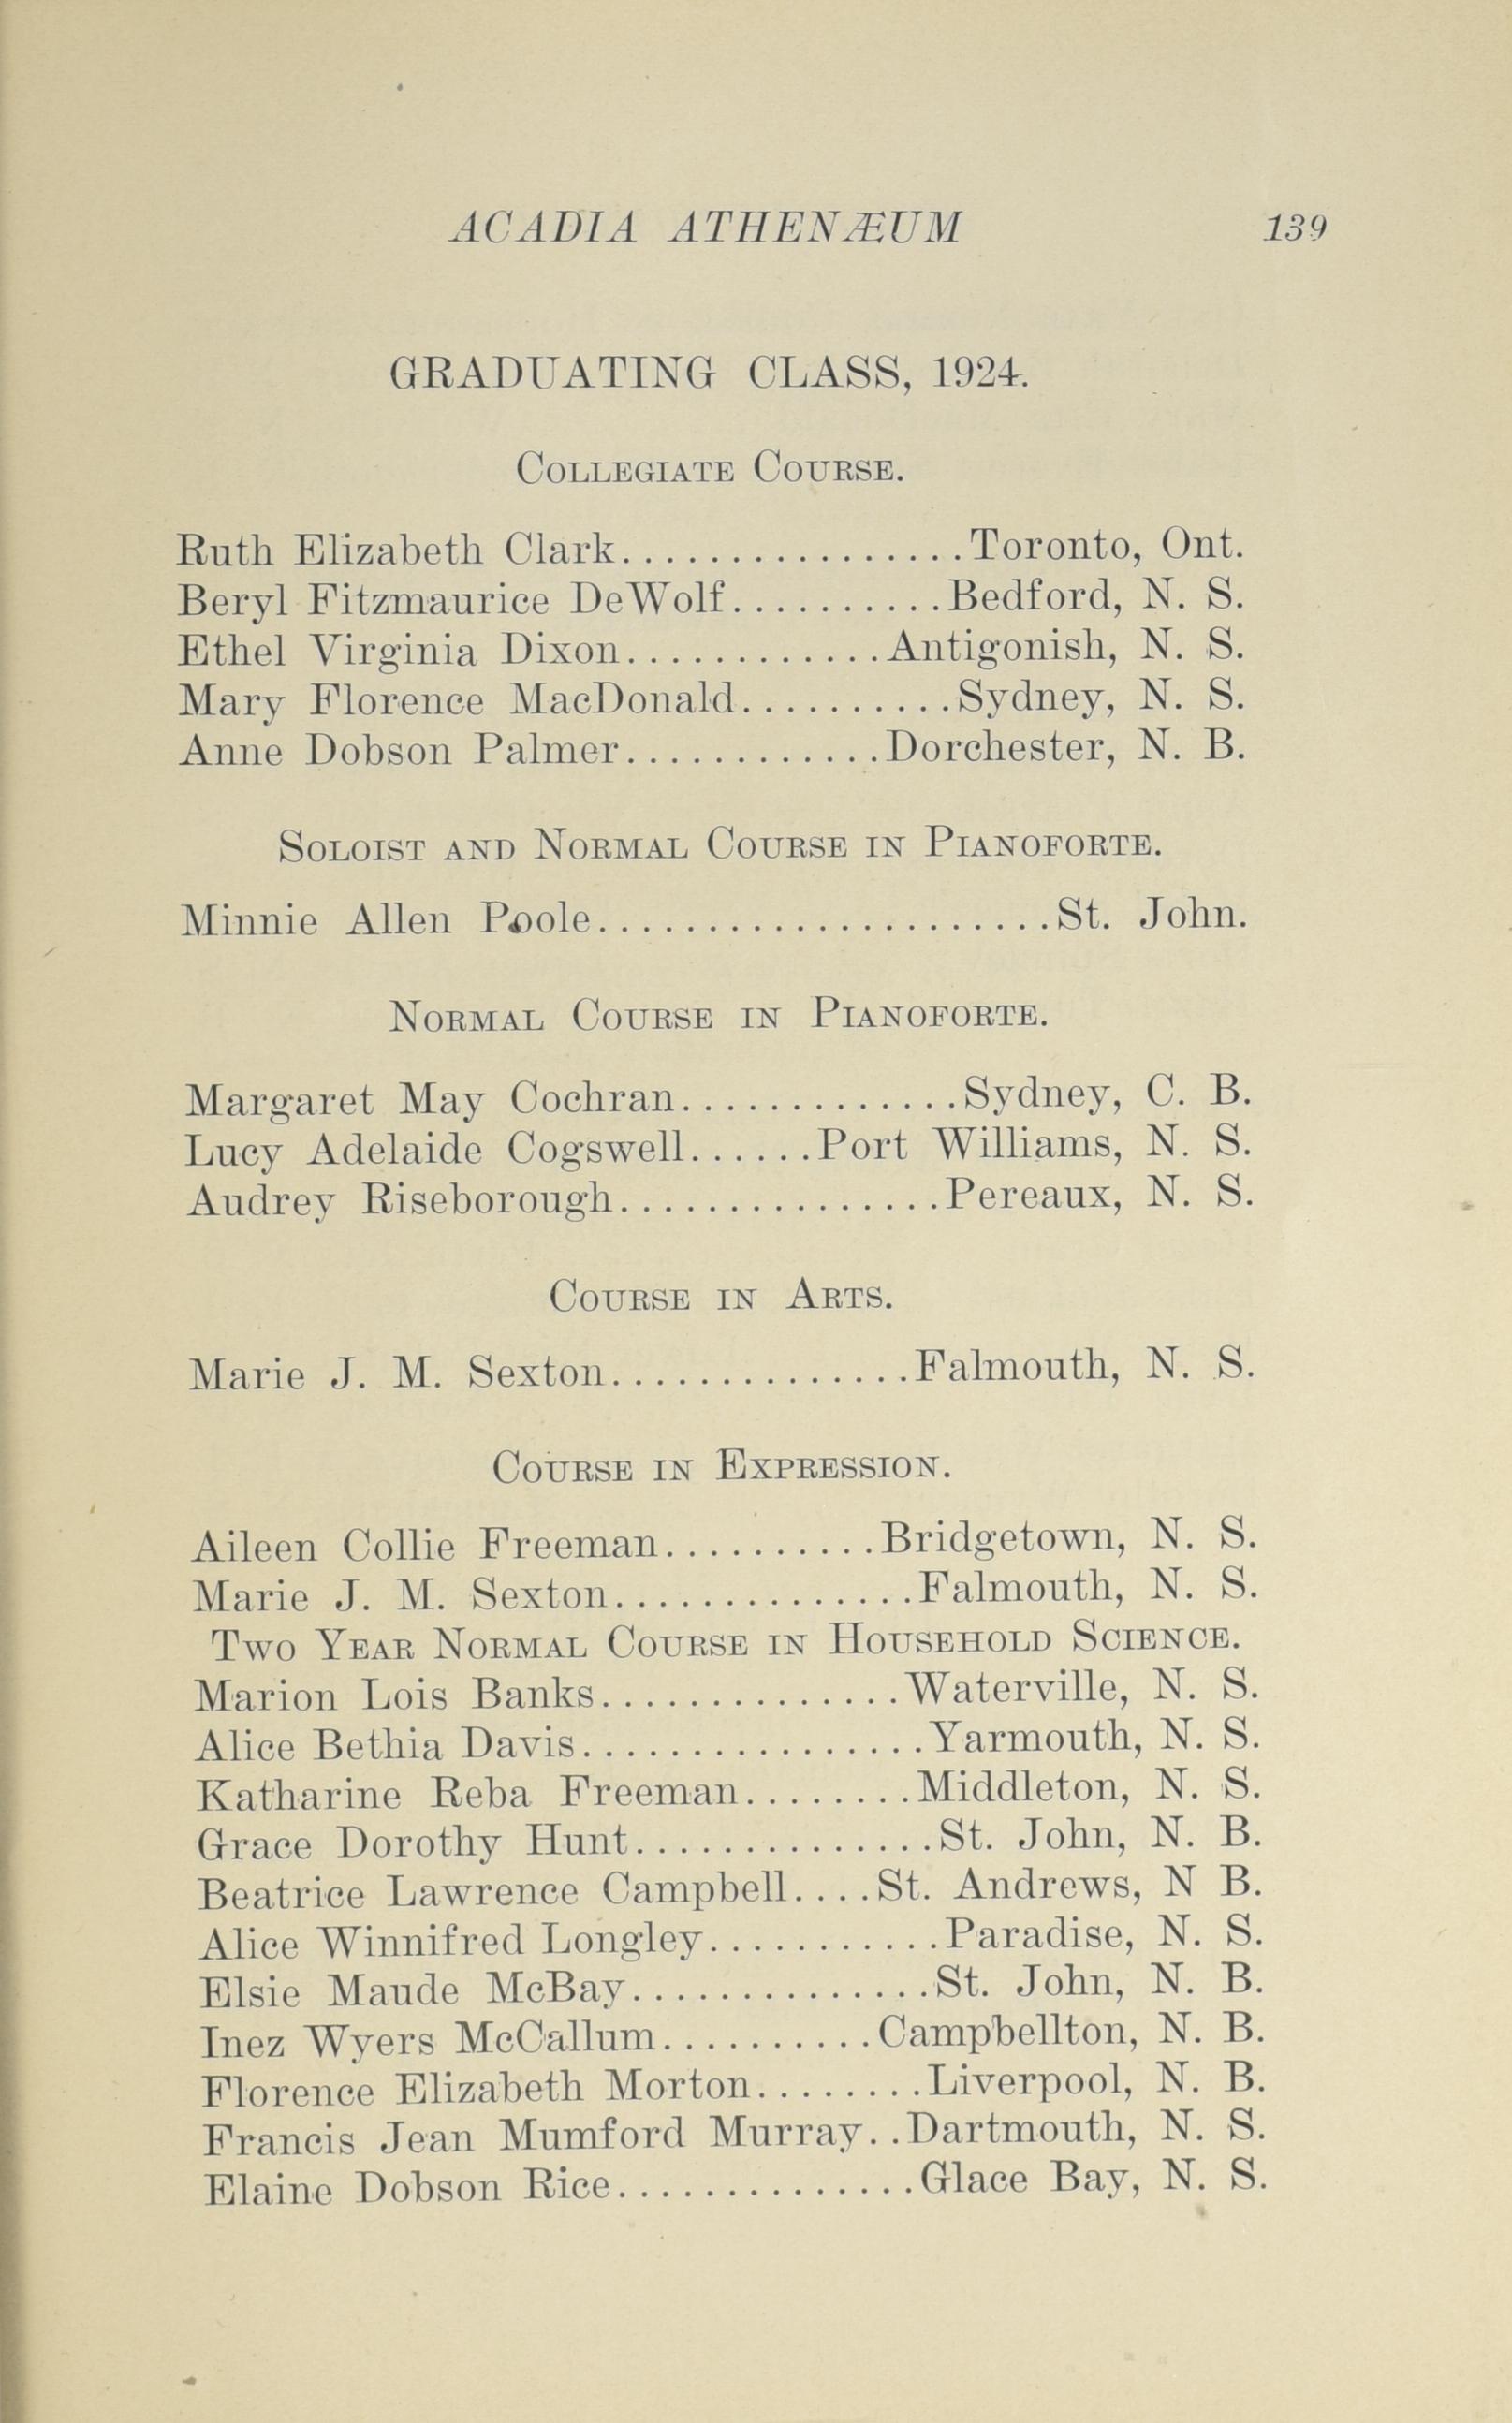 ACADIA ATHENÆUM 139
GRADUATING CLASS, 1924.
COLLEGIATE COURSE.
Ruth Elizabeth Clark................Toronto, Ont.
Beryl Fitzmaurice DeWolf..........Bedford, N. S.
Ethel Virginia Dixon............Antigonish, N. S.
Mary Florence MacDonald..........Sydney, N. S.
Anne Dobson Palmer............Dorchester, N. B.
SOLOIST AND NORMAL COURSE IN PIANOFORTE.
Minnie Allen Poole.....................St. John.
NORMAL COURSE IN PIANOFORTE.
Margaret May Cochran.............Sydney, C. B.
Lucy Adelaide Cogswell......Port Williams, N. S.
Audrey Riseborough...............Pereaux, N. S.
COURSE IN ARTS.
Marie J. M. Sexton..............Falmouth, N. S.
COURSE IN EXPRESSION.
Aileen Collie Freeman..........Bridgetown, N. S.
Marie J. M. Sexton..............Falmouth, N. S.
TWO YEAR NORMAL COURSE IN HOUSEHOLD SCIENCE.
Marion Lois Banks..............Waterville, N. S.
Alice Bethia Davis................Yarmouth, N. S.
Katharine Reba Freeman........Middleton, N. S.
Grace Dorothy Hunt..............St. John, N. B.
Beatrice Lawrence Campbell....St. Andrews, N B.
Alice Winnifred Longley...........Paradise, N. S.
Elsie Maude McBay..............St. John, N. B.
Inez Wyers McCallum..........Campbellton, N. B.
Florence Elizabeth Morton........Liverpool, N. B.
Francis Jean Mumford Murray..Dartmouth, N. S.
Elaine Dobson Rice..............Glace Bay, N. S.